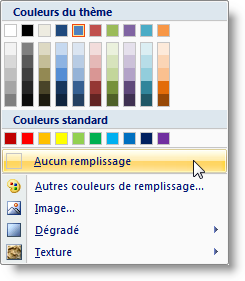 Couleurs du thème
Couleurs standard
Aucun remplissage
Autres couleurs de remplissage...
Image...
Dégradé
Texture